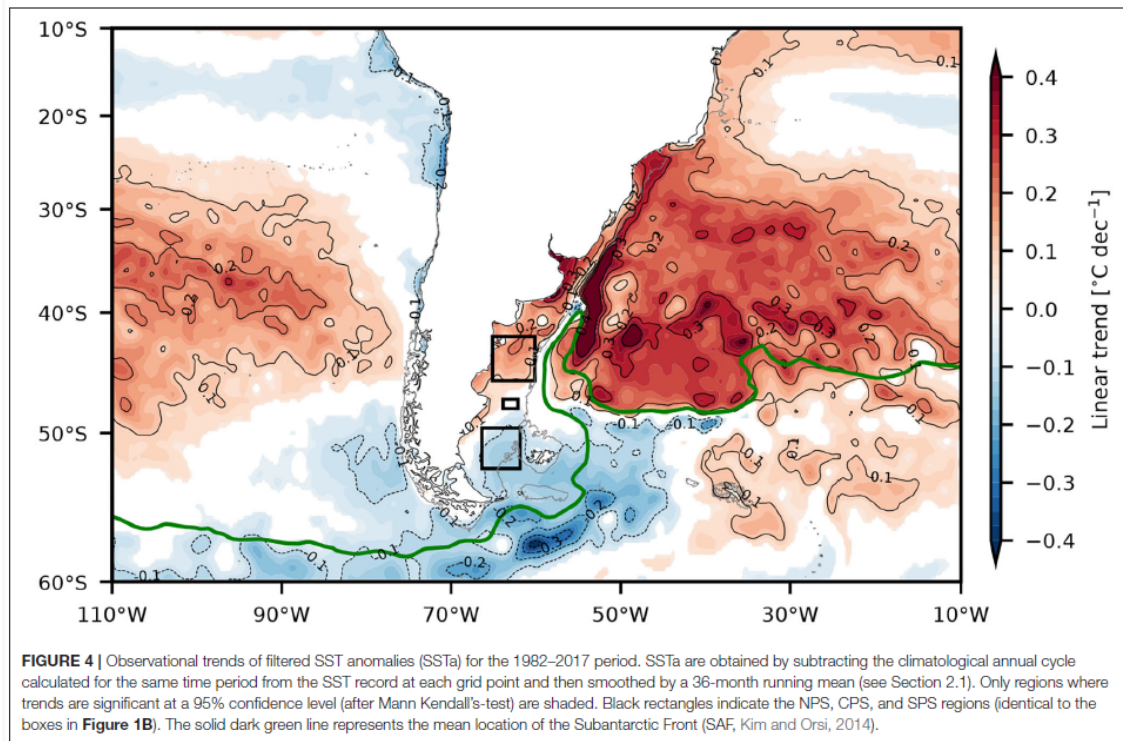 10°S
20°S
30°S
40°S
50°S
60°S
110°W
90°W
70°W
50°W
30°W
10°W
0.4
0.3
0.2
0.1
0.0
−0.1
−0.2
−0.3
−0.4
Linear trend [°C dec⁻¹]
FIGURE 4 | Observational trends of filtered SST anomalies (SSTa) for the 1982–2017 period. SSTa are obtained by subtracting the climatological annual cycle
calculated for the same time period from the SST record at each grid point and then smoothed by a 36-month running mean (see Section 2.1). Only regions where
trends are significant at a 95% confidence level (after Mann Kendall's-test) are shaded. Black rectangles indicate the NPS, CPS, and SPS regions (identical to the
boxes in Figure 1B). The solid dark green line represents the mean location of the Subantarctic Front (SAF, Kim and Orsi, 2014).